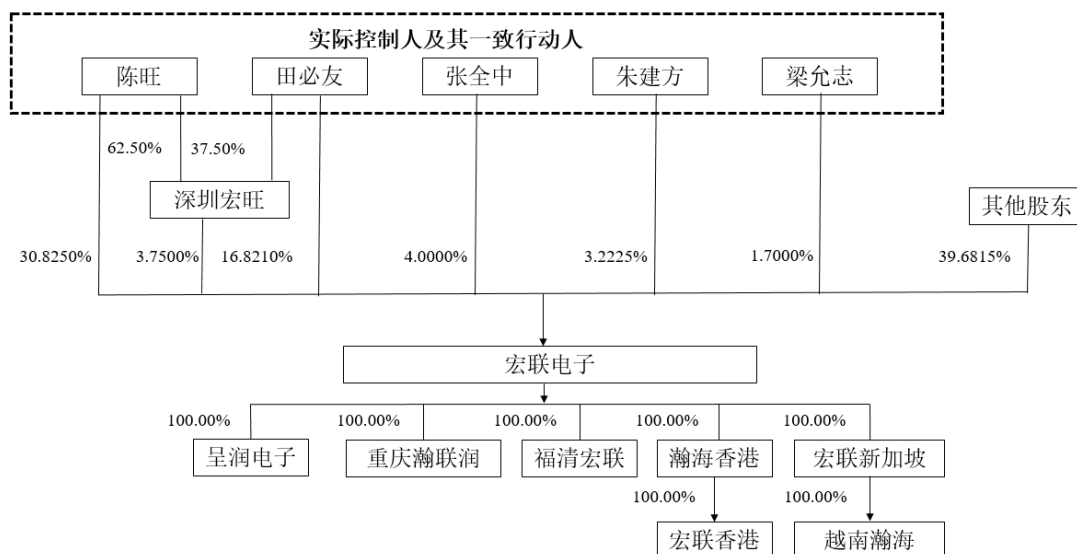 实际控制人及其一致行动人
陈旺 田必友 张全中 朱建方 梁允志
62.50% 37.50%
深圳宏旺 其他股东
30.8250% 3.7500% 16.8210% 4.0000% 3.2225% 1.7000% 39.6815%
宏联电子
100.00% 100.00% 100.00% 100.00% 100.00%
呈润电子 重庆瀚联润 福清宏联 瀚海香港 宏联新加坡
100.00% 100.00%
宏联香港 越南瀚海